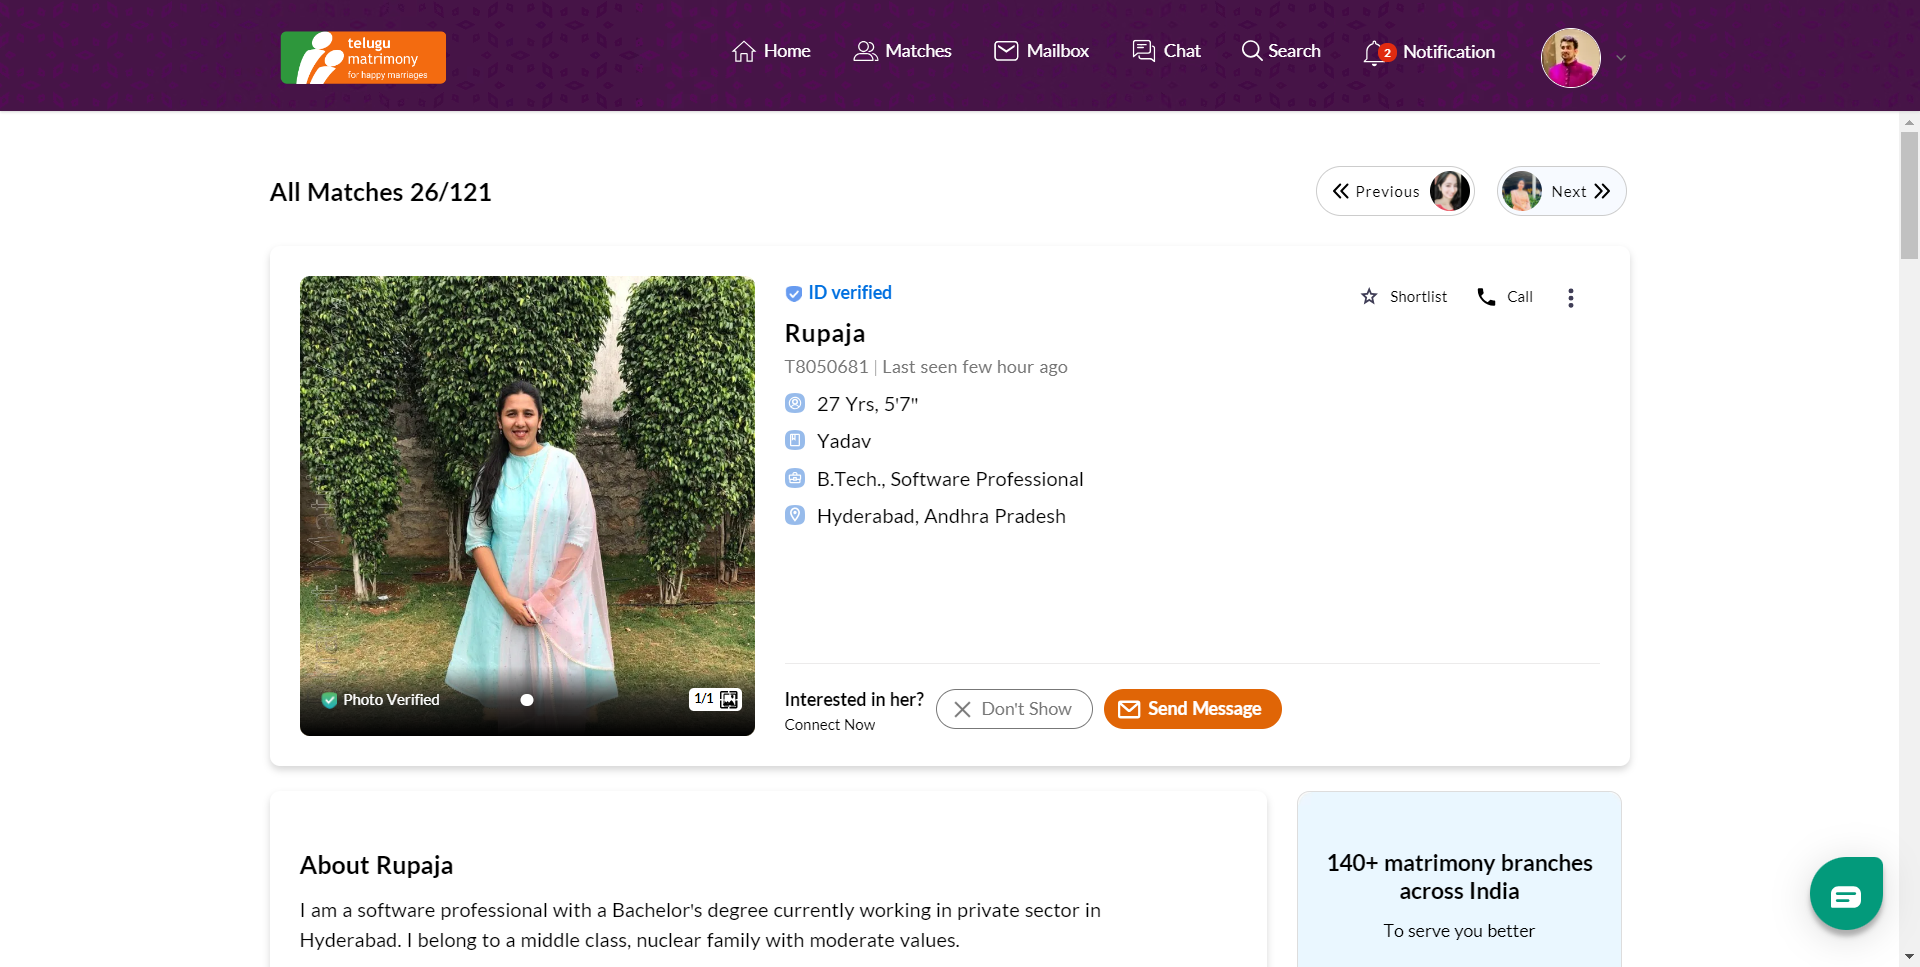 telugu
matrimony
for happy marriages
Home
Matches
Mailbox
Chat
Search
2
Notification
All Matches 26/121
Previous
Next
ID verified
Shortlist
Call
Rupaja
T8050681 | Last seen few hour ago
27 Yrs, 5'7"
Yadav
B.Tech., Software Professional
Hyderabad, Andhra Pradesh
Photo Verified
1/1
Interested in her?
Connect Now
Don't Show
Send Message
About Rupaja
I am a software professional with a Bachelor's degree currently working in private sector in
Hyderabad. I belong to a middle class, nuclear family with moderate values.
140+ matrimony branches
across India
To serve you better